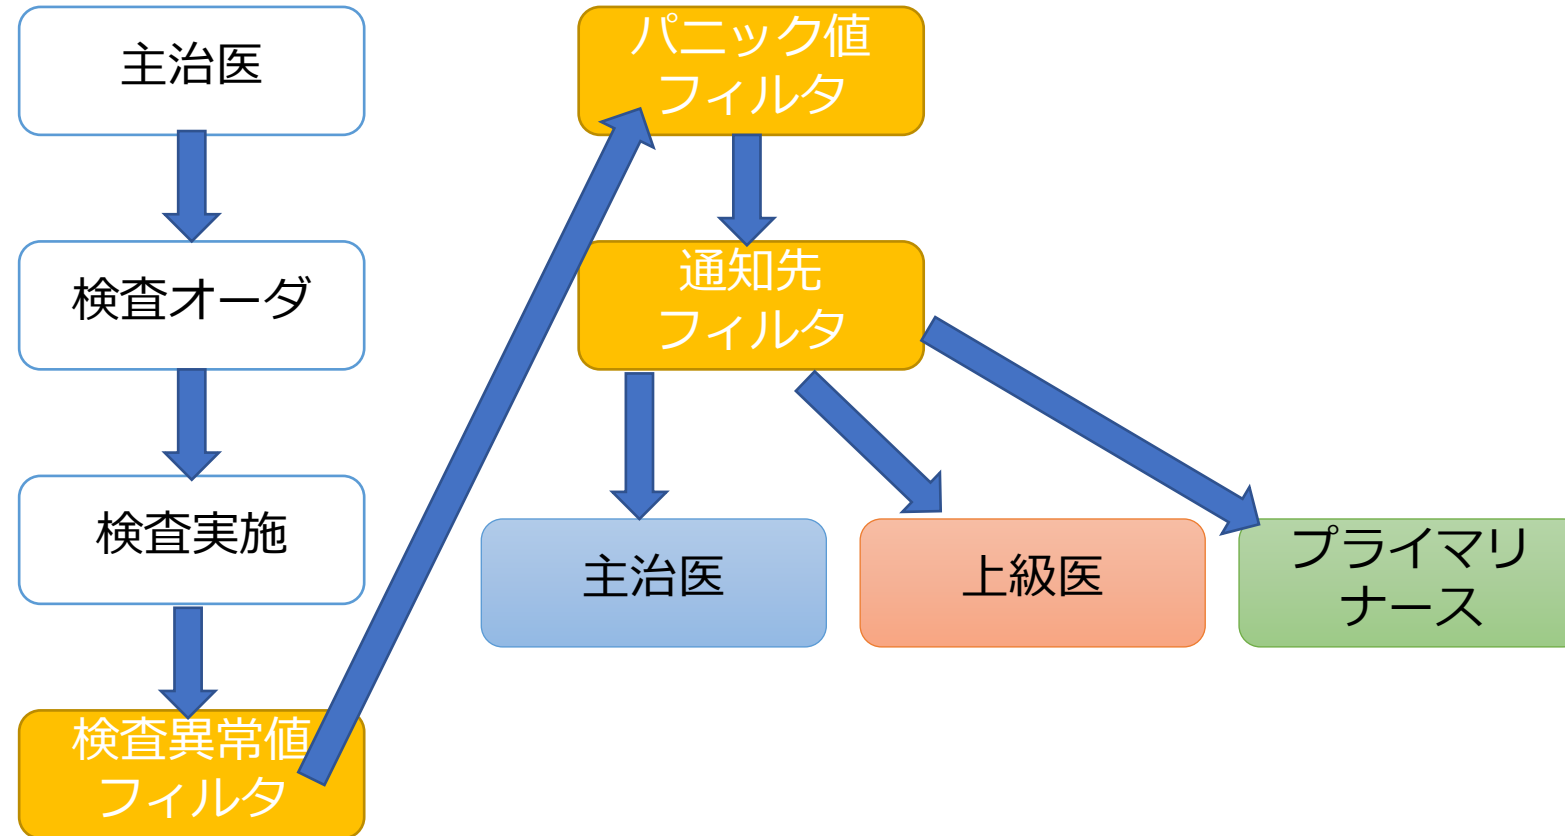 主治医
検査オーダ
検査実施
検査異常値
フィルタ
パニック値
フィルタ
通知先
フィルタ
主治医
上級医
プライマリ
ナース